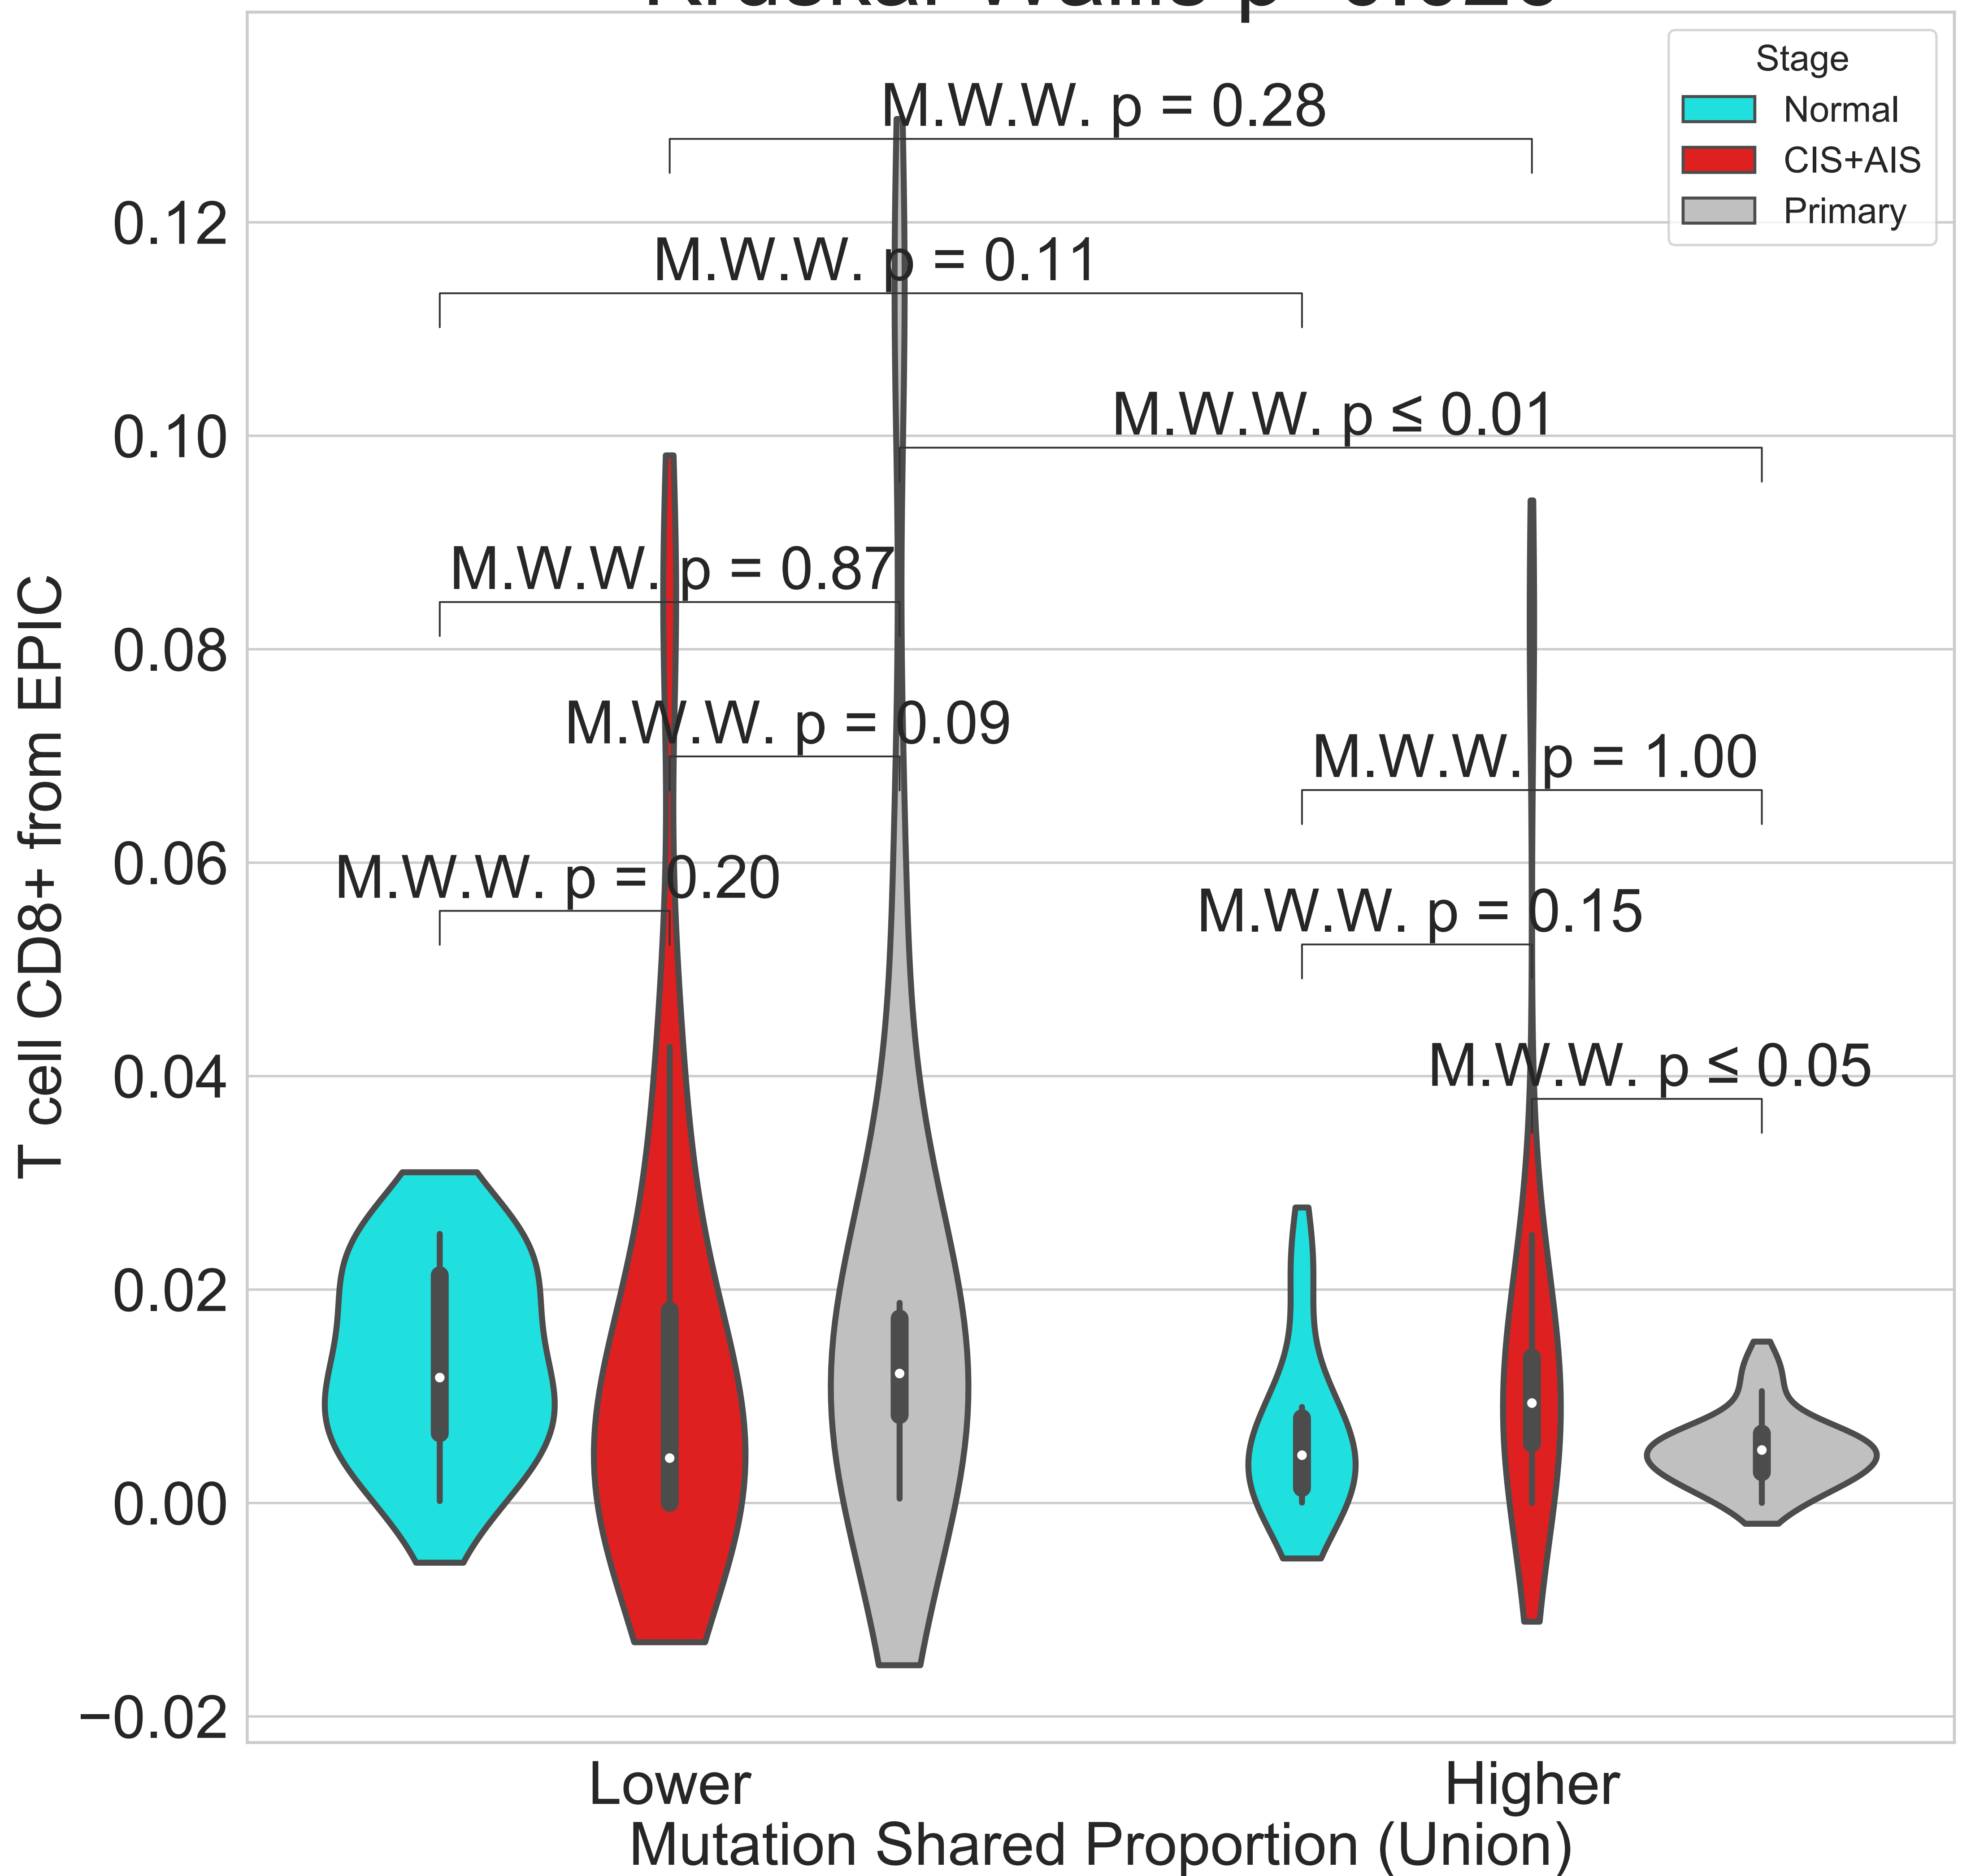 Stage
Normal
CIS+AIS
Primary
M.W.W. p = 0.28
M.W.W. p = 0.11
M.W.W. p ≤ 0.01
M.W.W. p = 0.87
M.W.W. p = 0.09
M.W.W. p = 1.00
M.W.W. p = 0.20
M.W.W. p = 0.15
M.W.W. p ≤ 0.05
0.12
0.10
0.08
0.06
0.04
0.02
0.00
−0.02
T cell CD8+ from EPIC
Lower
Higher
Mutation Shared Proportion (Union)